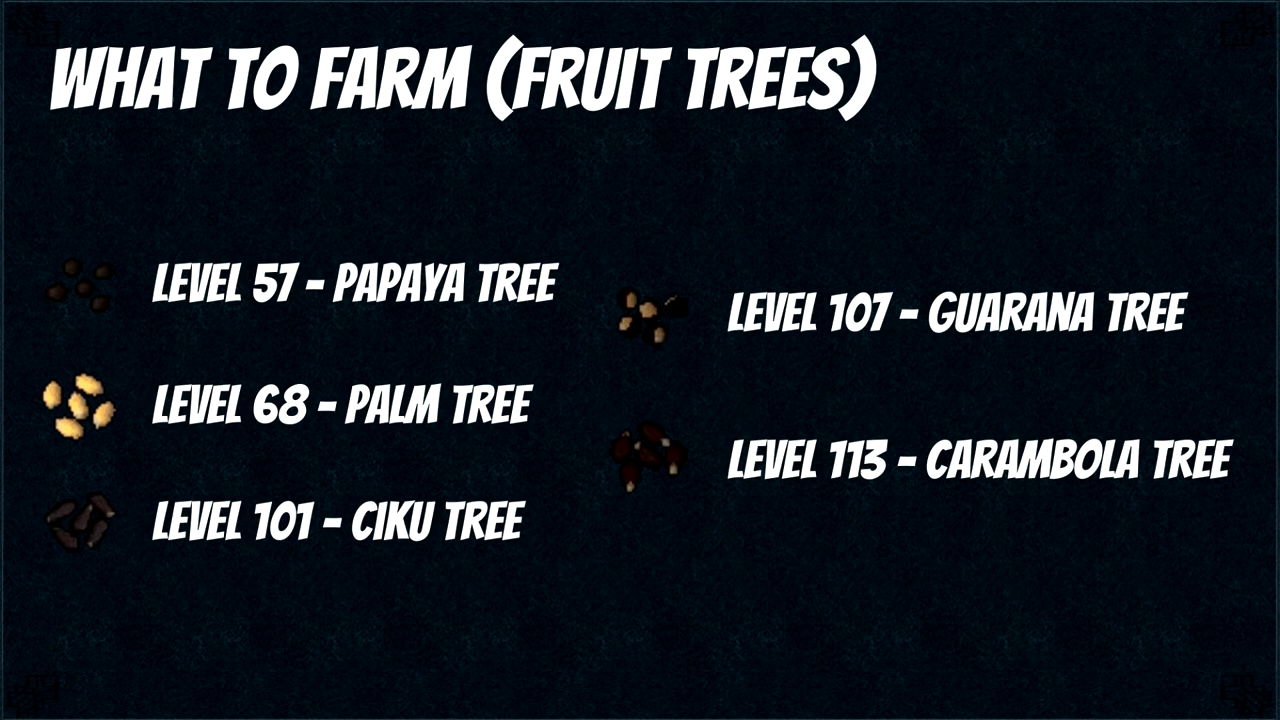 WHAT TO FARM (FRUIT TREES)
LEVEL 57 - PAPAYA TREE
LEVEL 68 - PALM TREE
LEVEL 101 - CIKU TREE
LEVEL 107 - GUARANA TREE
LEVEL 113 - CARAMBOLA TREE